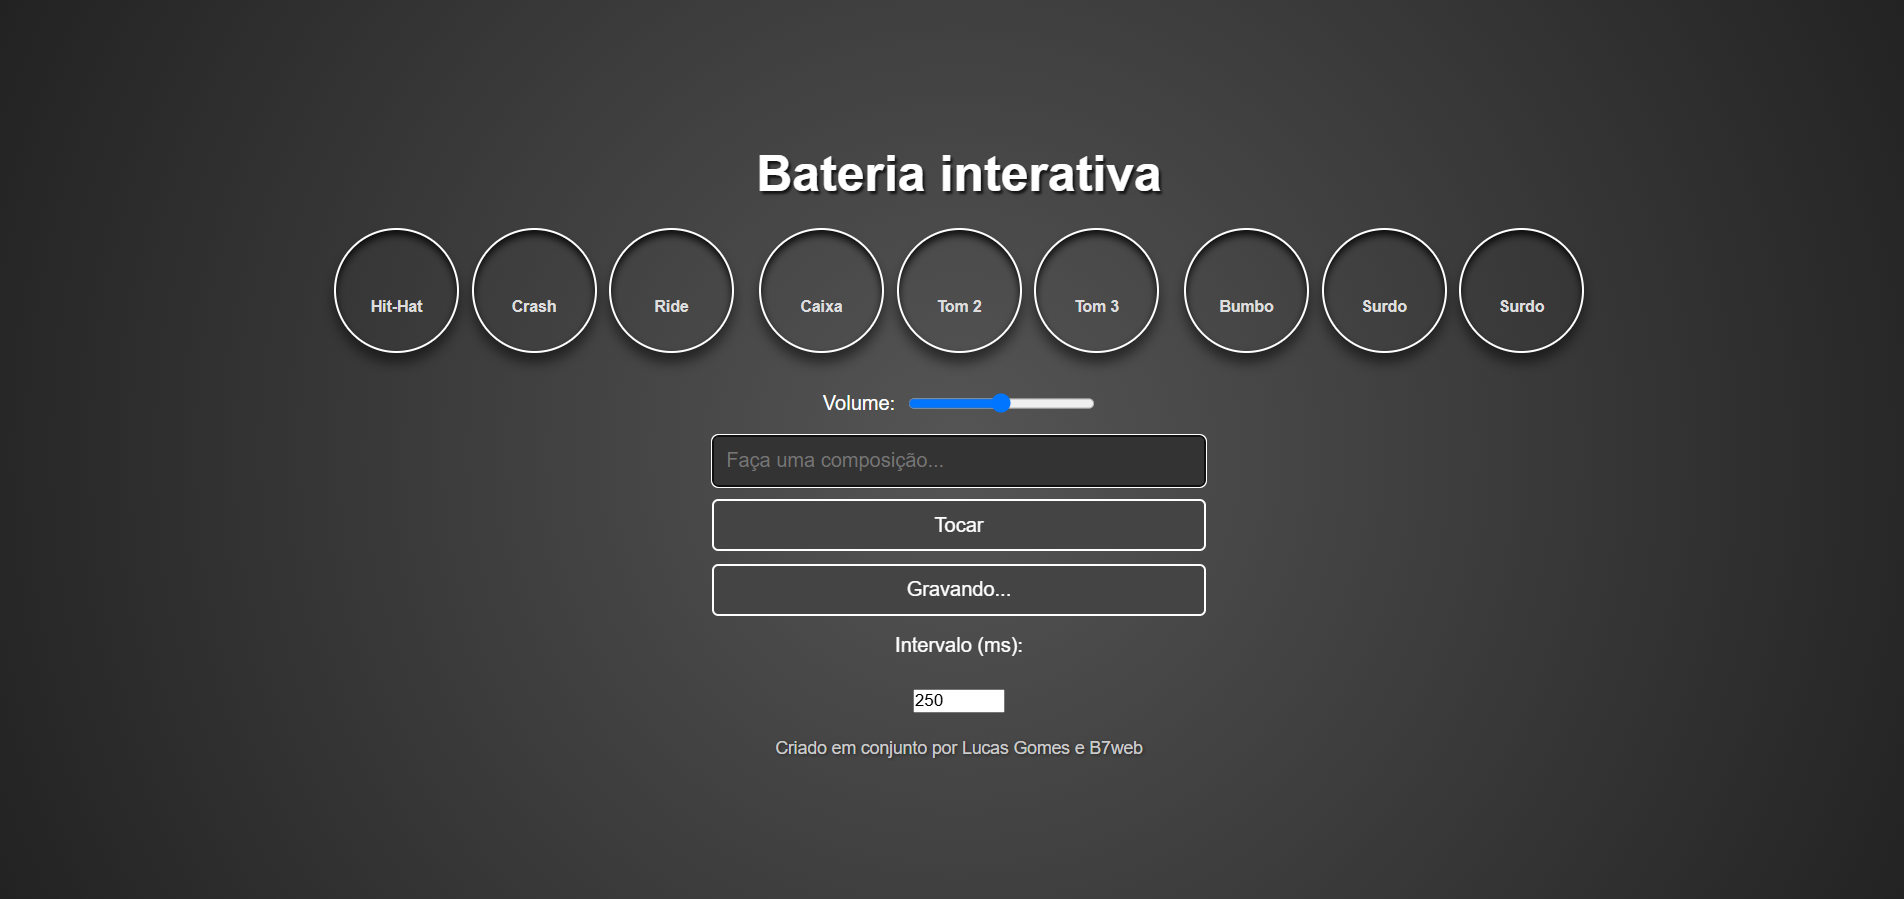 Bateria interativa
Hit-Hat Crash Ride Caixa Tom 2 Tom 3 Bumbo Surdo Surdo
Volume:
Faça uma composição...
Tocar
Gravando...
Intervalo (ms):
250
Criado em conjunto por Lucas Gomes e B7web